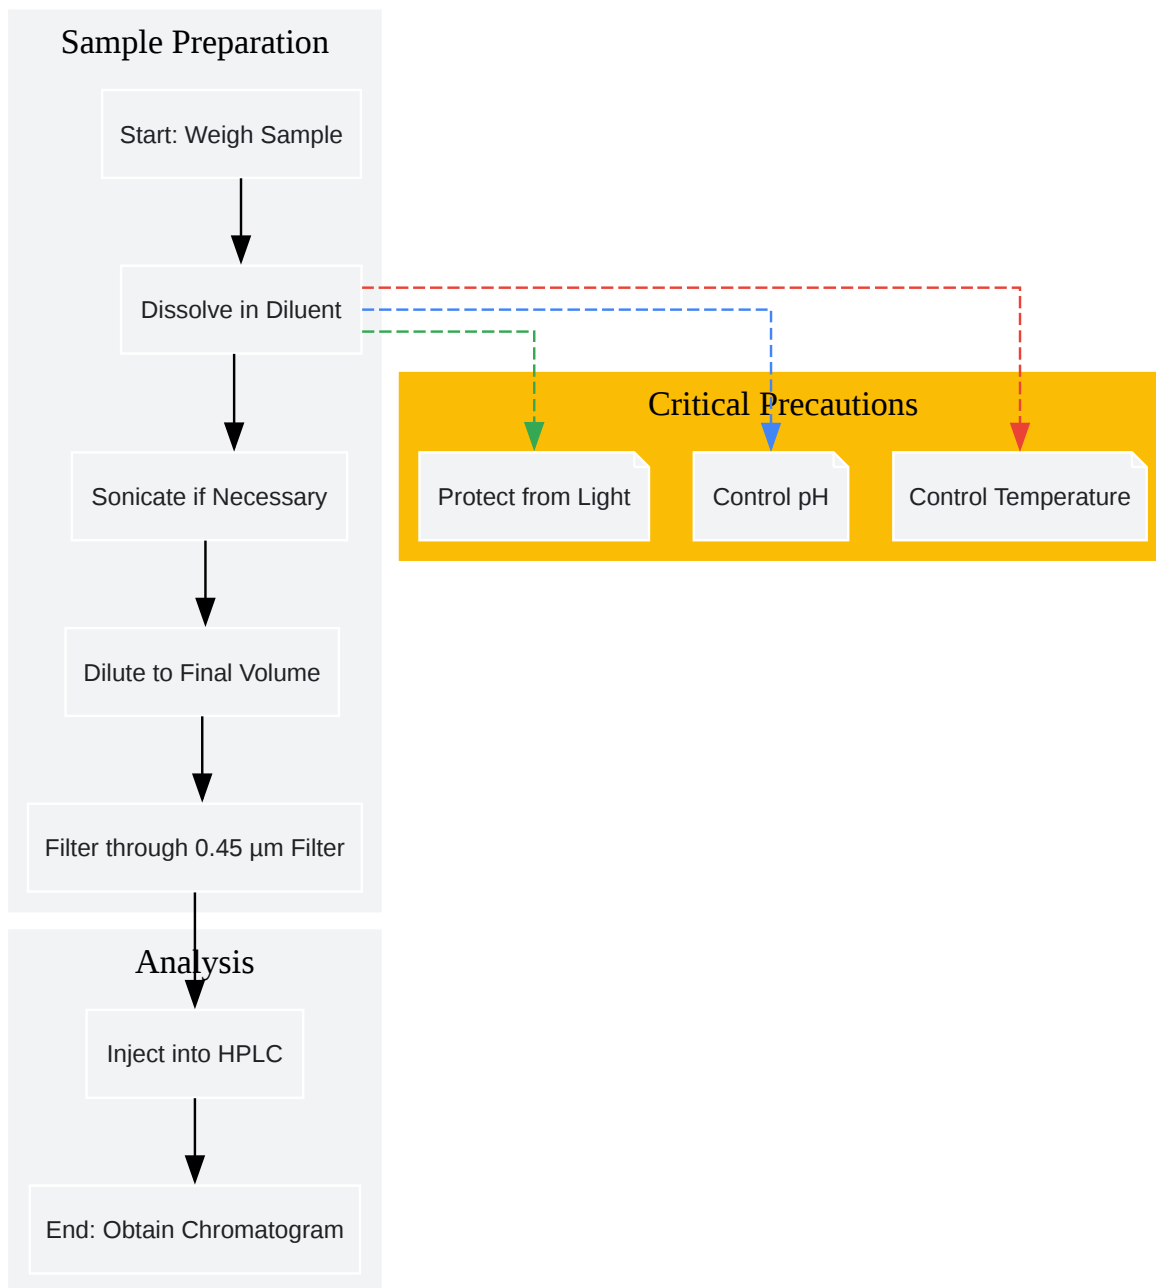 Sample Preparation
Start: Weigh Sample
Dissolve in Diluent
Critical Precautions
Sonicate if Necessary
Protect from Light
Control pH
Control Temperature
Dilute to Final Volume
Filter through 0.45 µm Filter
Analysis
Inject into HPLC
End: Obtain Chromatogram